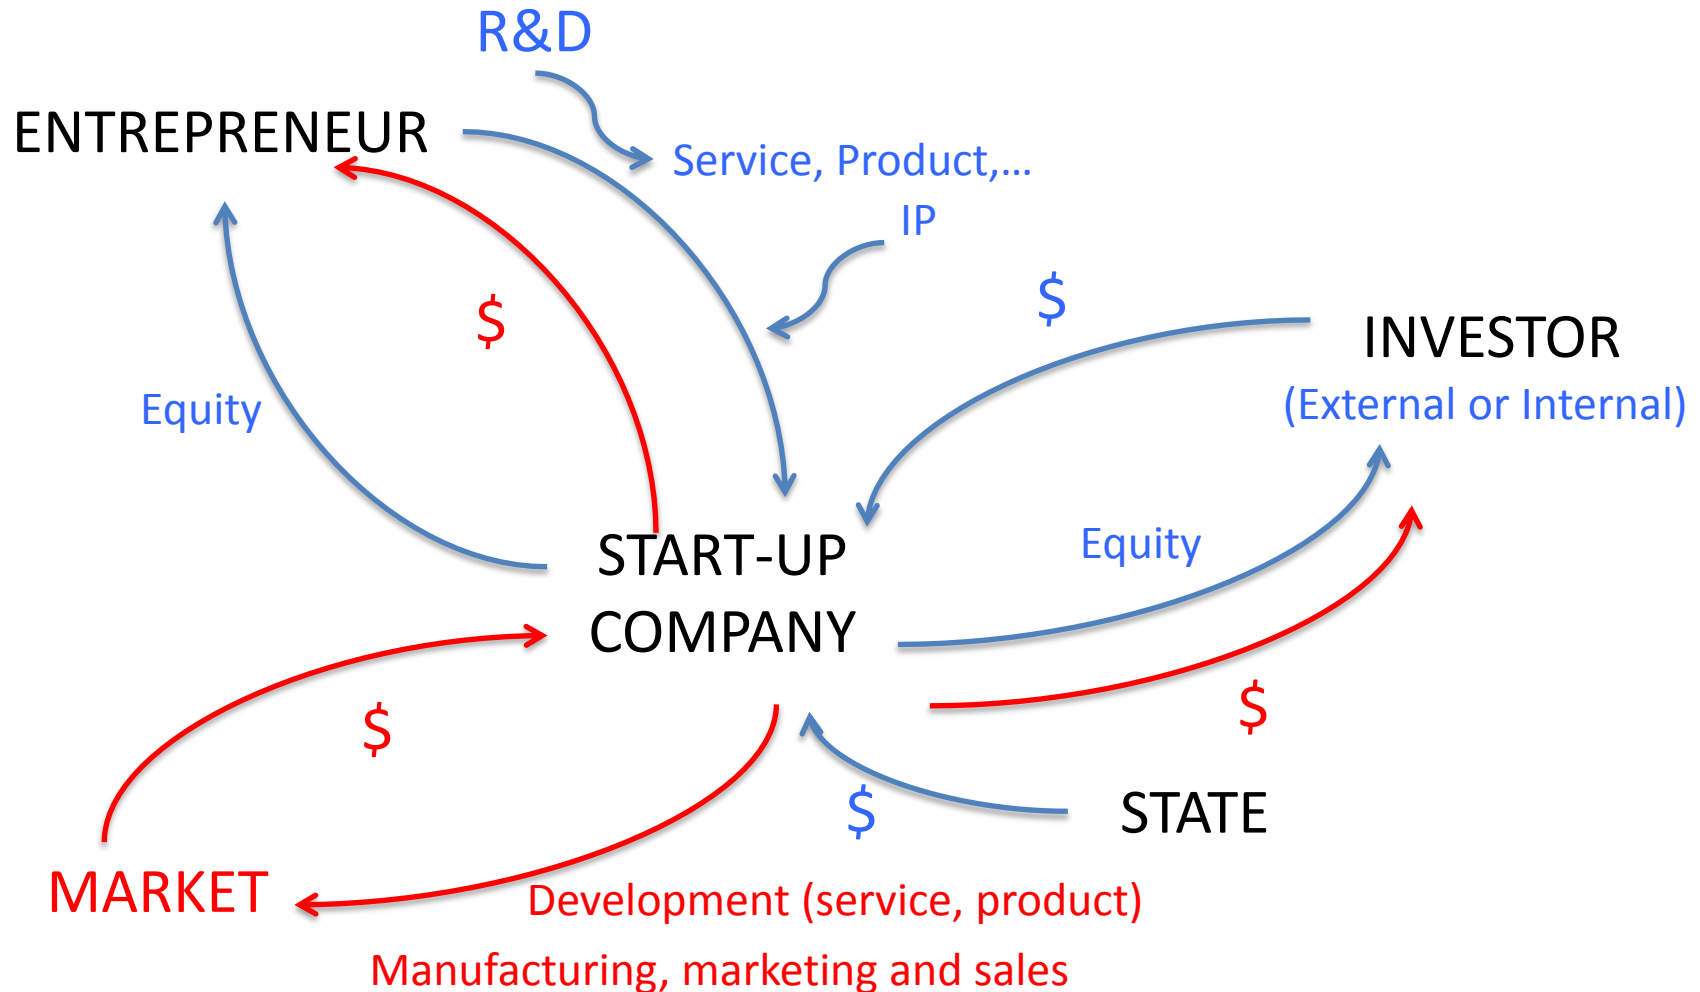 R&D
ENTREPRENEUR
Service, Product,...
IP
$
$
INVESTOR
(External or Internal)
Equity
START-UP
COMPANY
Equity
$
$
$
STATE
MARKET
Development (service, product)
Manufacturing, marketing and sales